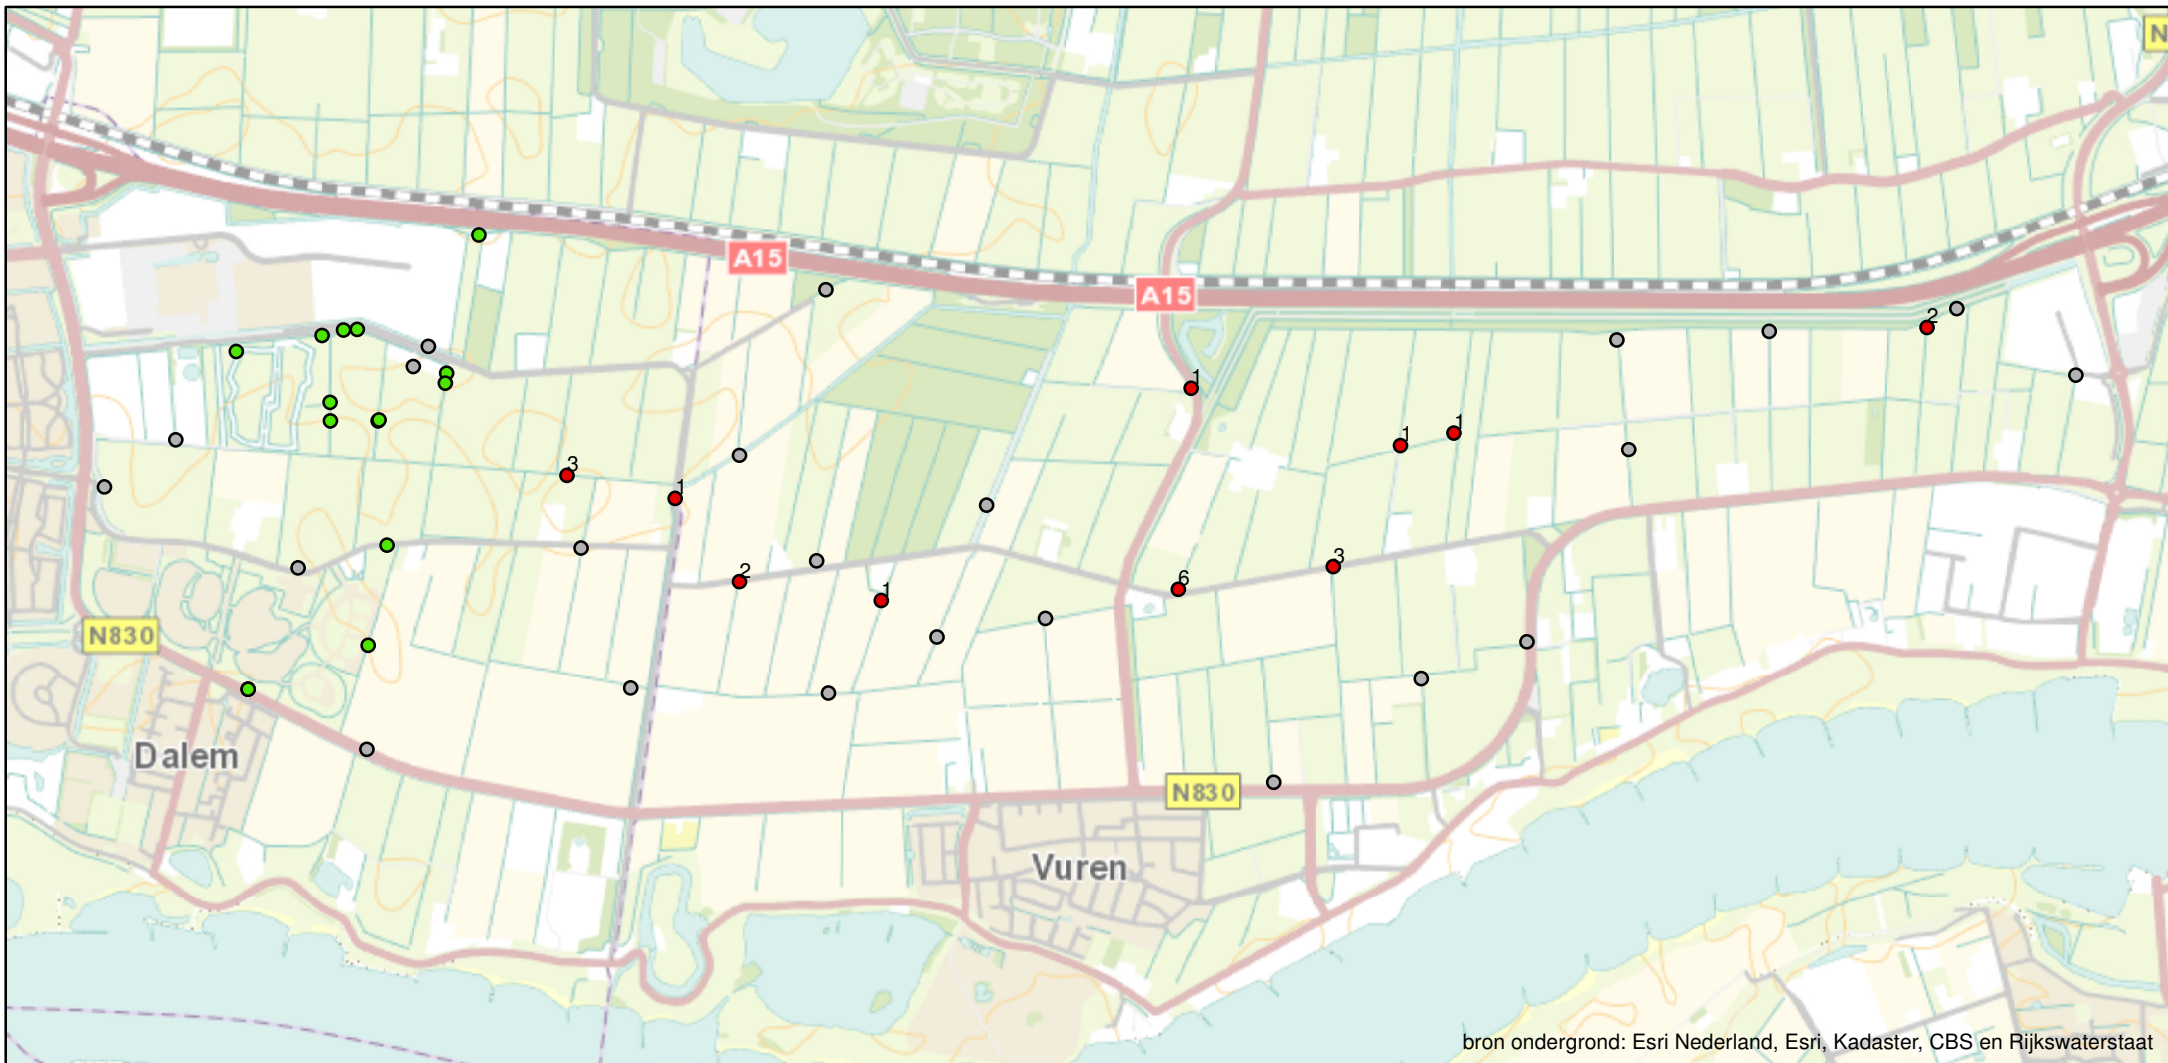 N
A15
A15
2
1
1
1
3
1
3
2
6
1
N830
Dalem
N830
Vuren
bron ondergrond: Esri Nederland, Esri, Kadaster, CBS en Rijkswaterstaat